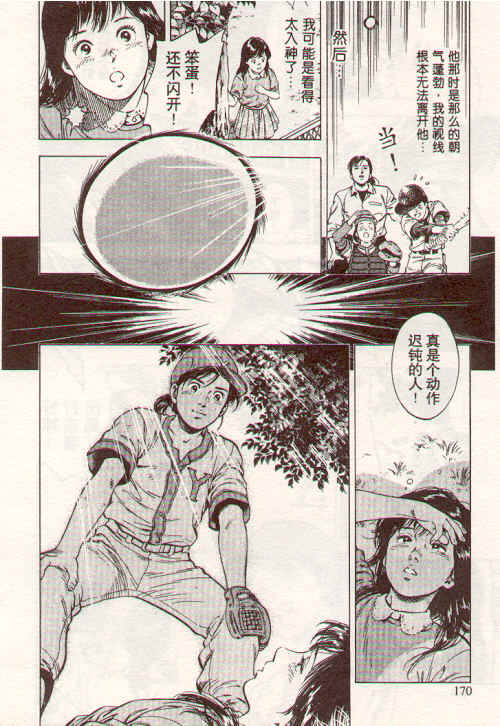 他那时是那么的朝
气蓬勃，我的视线
根本无法离开他…
然后…
当！
我可能是看得
太入神了…
笨蛋！
还不闪开！
真是个动作
迟钝的人！
170